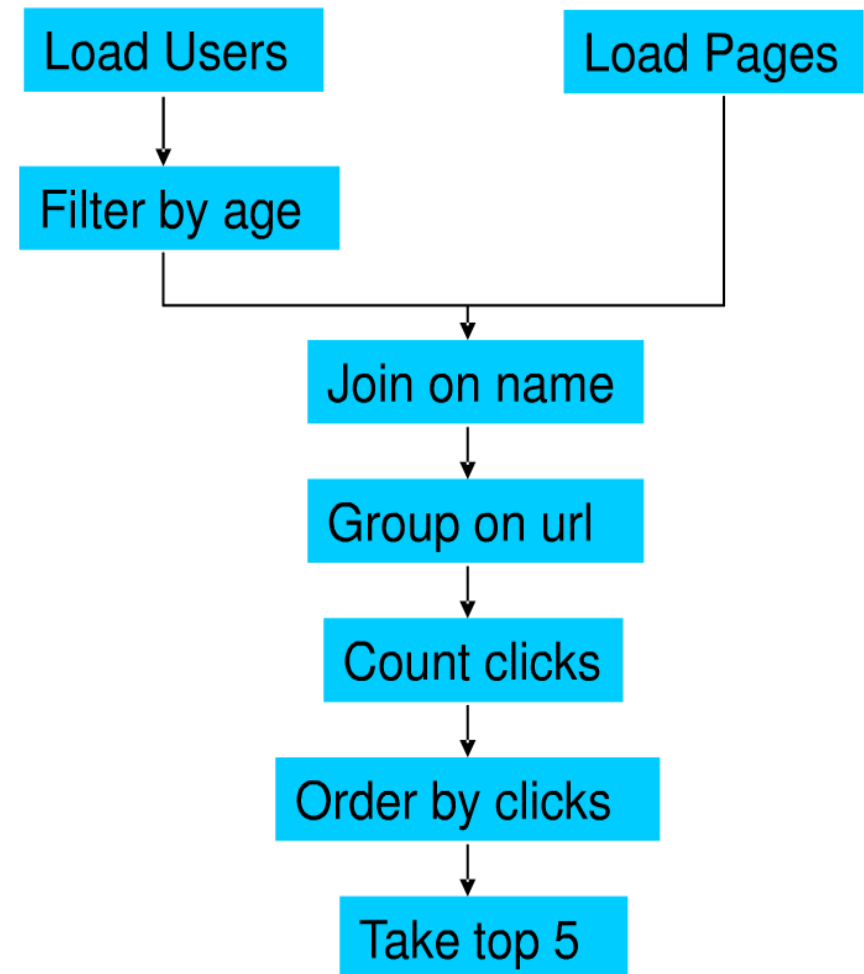 Load Users
Load Pages
Filter by age
Join on name
Group on url
Count clicks
Order by clicks
Take top 5